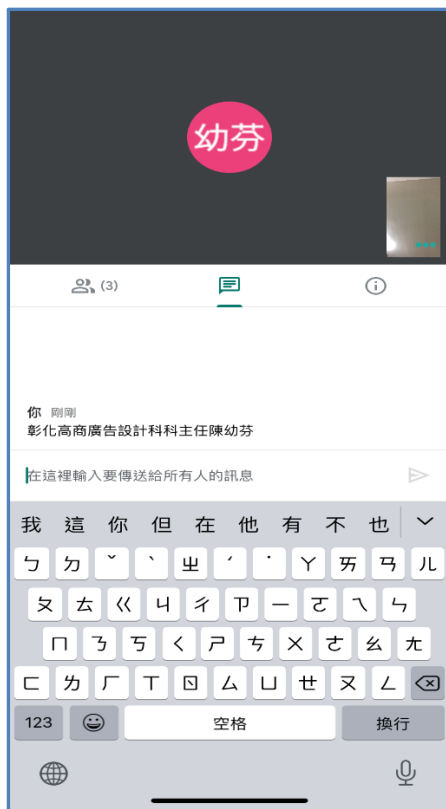 幼芬
(3)
你 剛剛
彰化高商廣告設計科科主任陳幼芬
在這裡輸入要傳送給所有人的訊息
我 這 你 但 在 他 有 不 也
ㄅ ㄉ ˇ ˋ ㄓ ˊ ˙ ㄚ ㄞ ㄢ ㄦ
ㄆ ㄊ ㄍ ㄐ ㄔ ㄗ ㄧ ㄛ ㄟ ㄣ
ㄇ ㄋ ㄎ ㄑ ㄕ ㄘ ㄨ ㄜ ㄠ ㄤ
ㄈ ㄌ ㄏ ㄒ ㄖ ㄙ ㄩ ㄝ ㄡ ㄥ
123 空格 換行